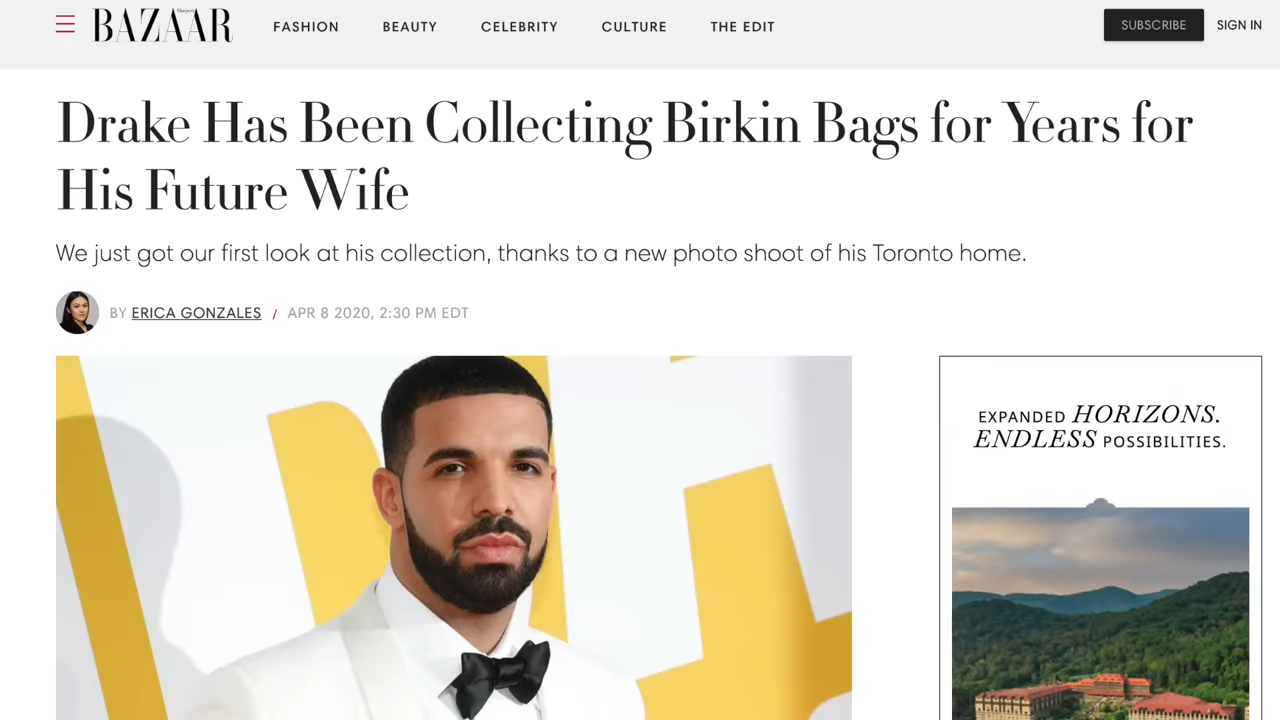 Harper's
BAZAAR
FASHION
BEAUTY
CELEBRITY
CULTURE
THE EDIT
SUBSCRIBE
SIGN IN
Drake Has Been Collecting Birkin Bags for Years for
His Future Wife
We just got our first look at his collection, thanks to a new photo shoot of his Toronto home.
BY ERICA GONZALES / APR 8 2020, 2:30 PM EDT
EXPANDED HORIZONS.
ENDLESS POSSIBILITIES.